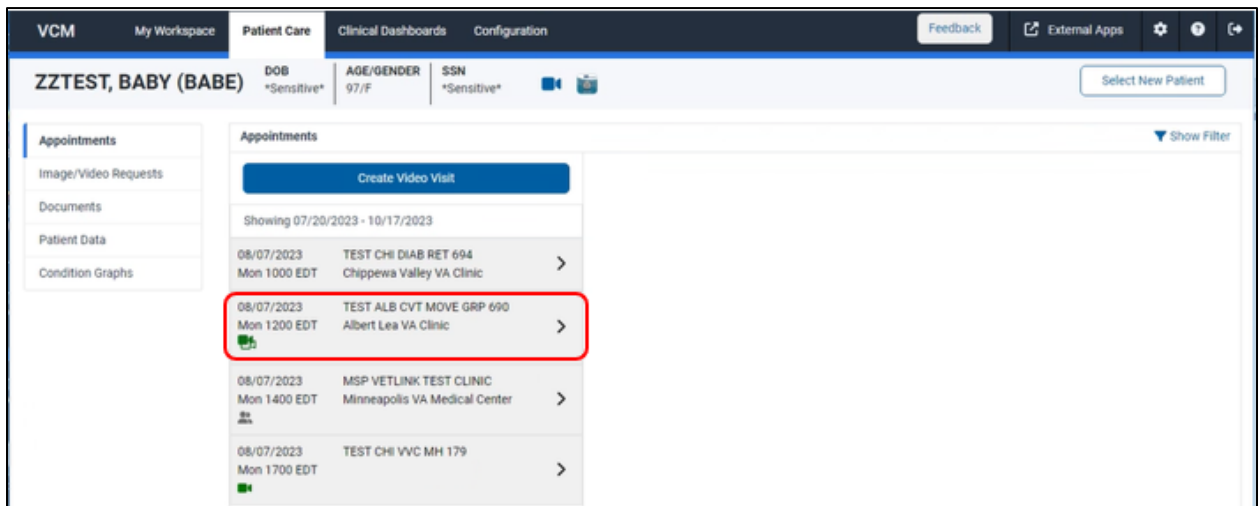 VCM My Workspace Patient Care Clinical Dashboards Configuration Feedback External Apps
ZZTEST, BABY (BABE) DOB AGE/GENDER SSN Select New Patient
*Sensitive* 97/F *Sensitive*
Appointments
Image/Video Requests
Documents
Patient Data
Condition Graphs
Appointments Show Filter
Create Video Visit
Showing 07/20/2023 - 10/17/2023
08/07/2023 TEST CHI DIAB RET 694
Mon 1000 EDT Chippewa Valley VA Clinic
08/07/2023 TEST ALB CVT MOVE GRP 690
Mon 1200 EDT Albert Lea VA Clinic
08/07/2023 MSP VETLINK TEST CLINIC
Mon 1400 EDT Minneapolis VA Medical Center
08/07/2023 TEST CHI VVC MH 179
Mon 1700 EDT